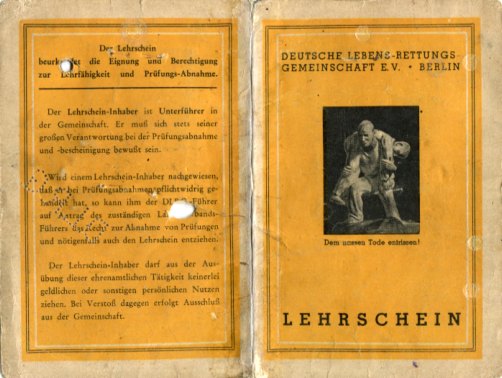 Der Lehrschein
beurkundet die Eignung und Berechtigung
zur Lehrfähigkeit und Prüfungs-Abnahme.
Der Lehrschein-Inhaber ist Unterführer in
der Gemeinschaft. Er muß sich stets seiner
großen Verantwortung bei der Prüfungsabnahme
und -bescheinigung bewußt sein.
Wird einem Lehrschein-Inhaber nachgewiesen,
daß er bei Prüfungsabnahmen pflichtwidrig ge-
handelt hat, so kann ihm der Führer
auf Antrag des zuständigen
Führers das Recht zur Abnahme von Prüfungen
und nötigenfalls auch den Lehrschein entziehen.
Der Lehrschein-Inhaber darf aus der Aus-
übung dieser ehrenamtlichen Tätigkeit keinerlei
geldlichen oder sonstigen persönlichen Nutzen
ziehen. Bei Verstoß dagegen erfolgt Ausschluß
aus der Gemeinschaft.
DEUTSCHE LEBENS-RETTUNGS-
GEMEINSCHAFT E.V. • BERLIN
Dem nassen Tode entrissen!
LEHRSCHEIN